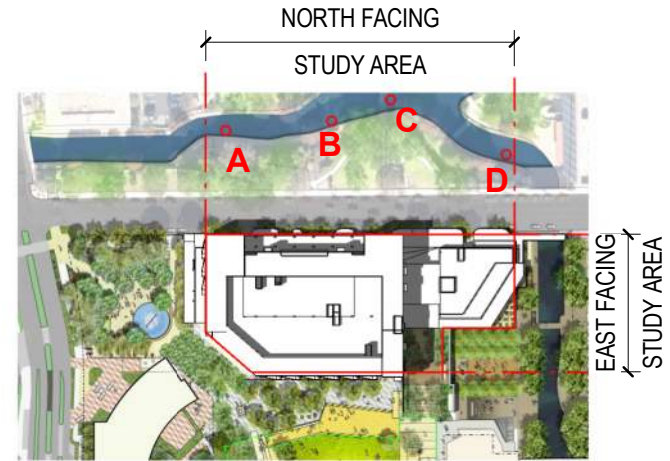 NORTH FACING
STUDY AREA
A
B
C
D
EAST FACING
STUDY AREA